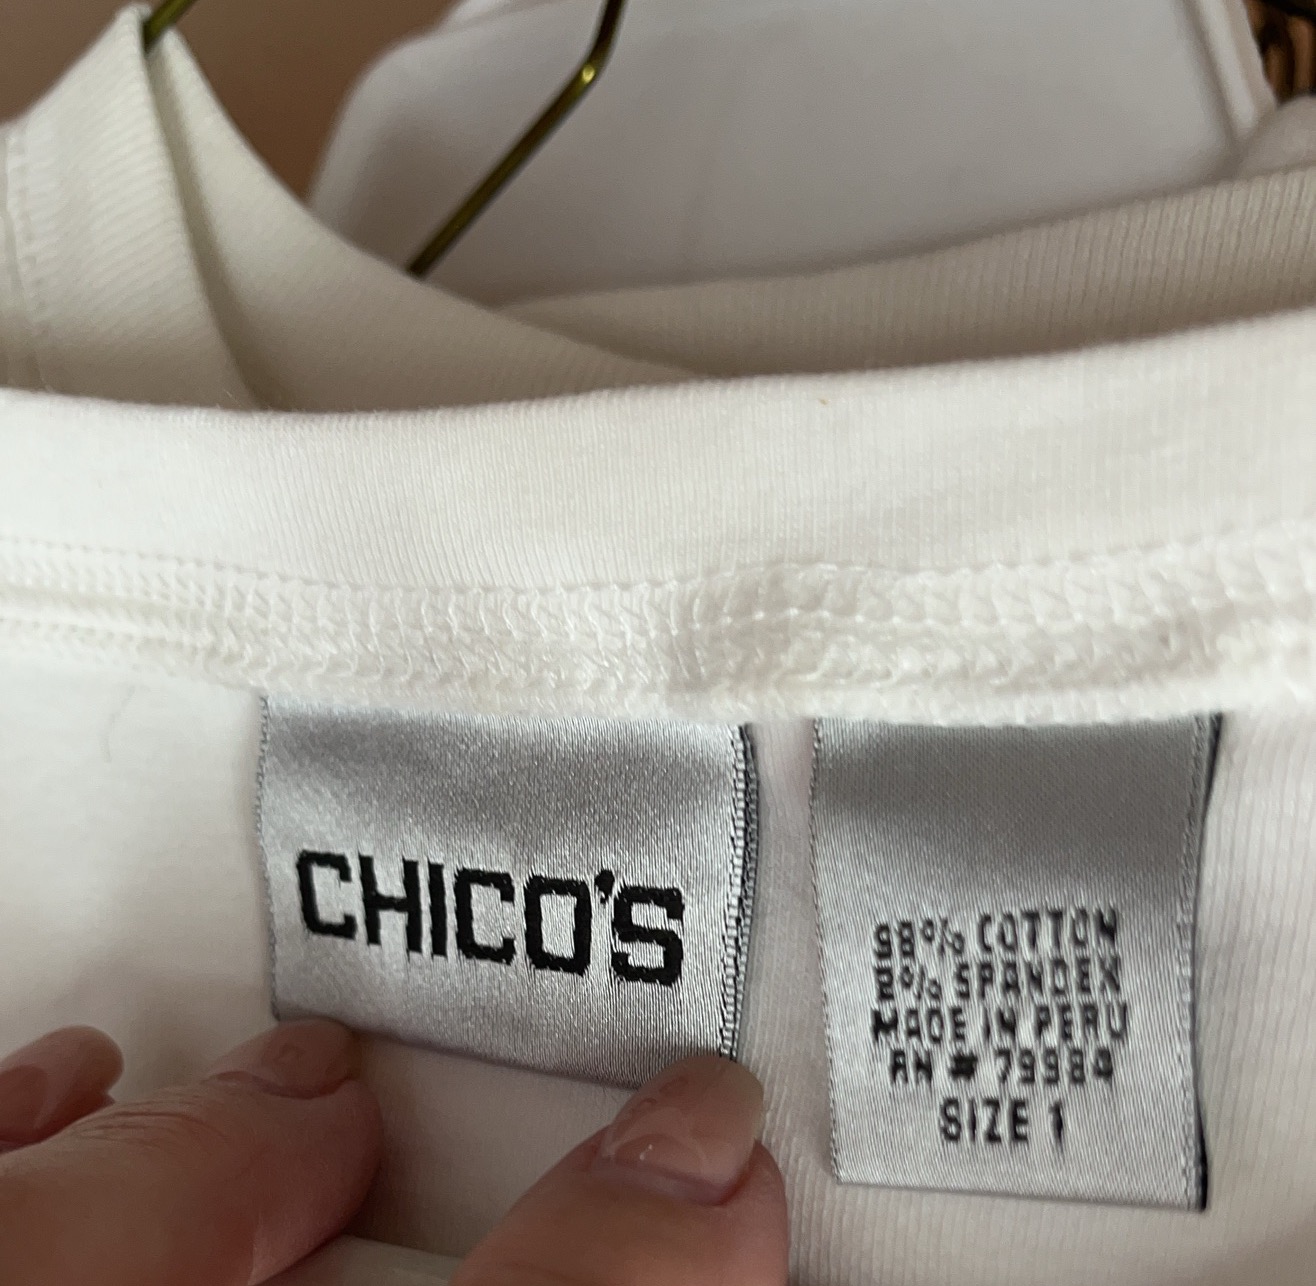 CHICO'S
98% COTTON
2% SPANDEX
MADE IN PERU
RN # 79984
SIZE 1